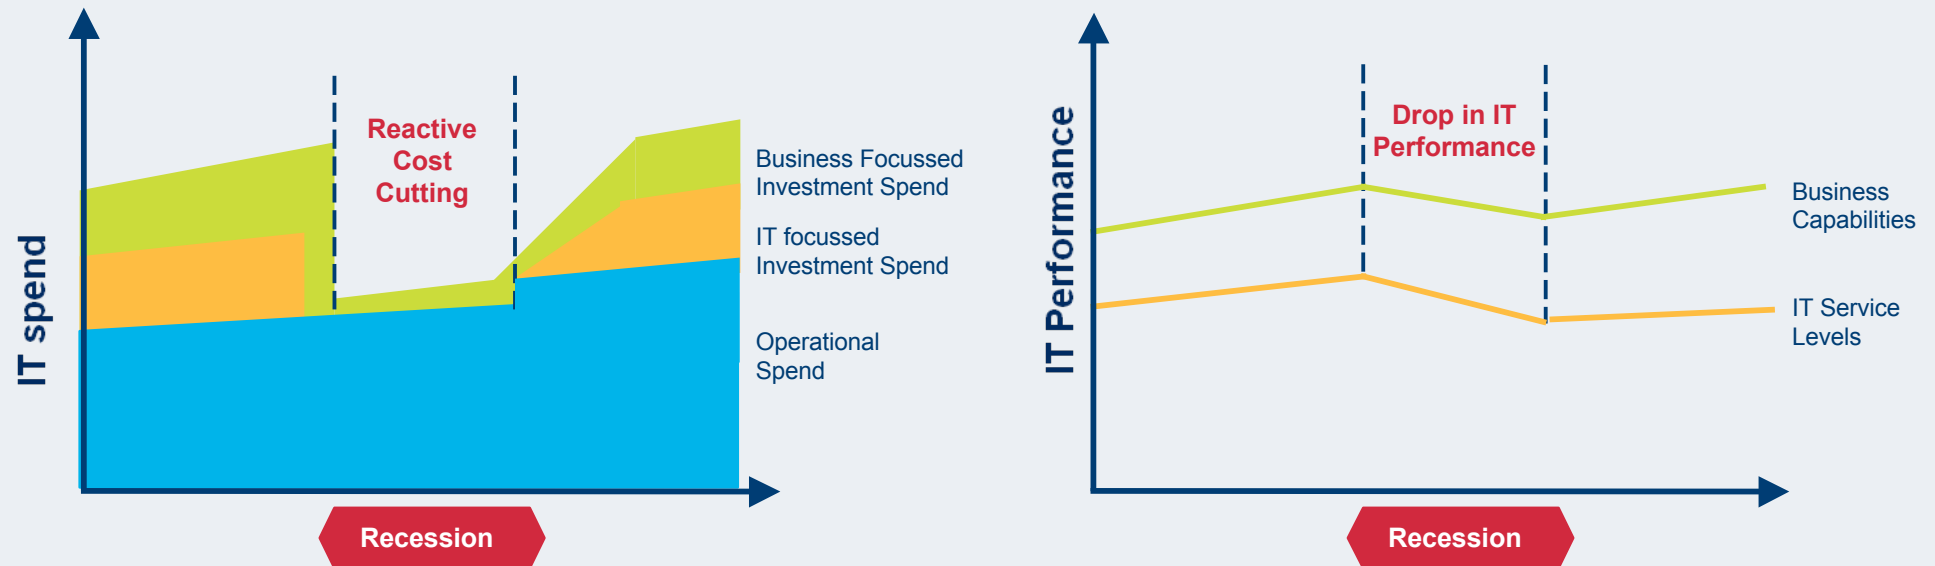 IT spend
Reactive
Cost
Cutting
Business Focussed
Investment Spend
IT focussed
Investment Spend
Operational
Spend
Recession
IT Performance
Drop in IT
Performance
Business
Capabilities
IT Service
Levels
Recession